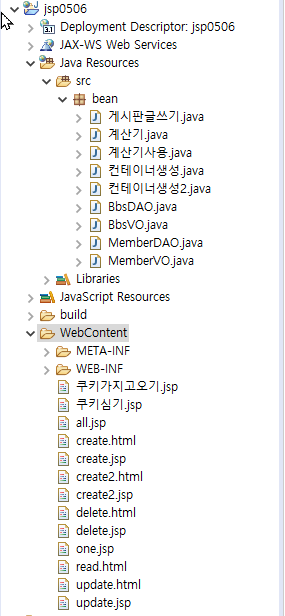 jsp0506
Deployment Descriptor: jsp0506
JAX-WS Web Services
Java Resources
src
bean
게시판글쓰기.java
계산기.java
계산기사용.java
컨테이너생성.java
컨테이너생성2.java
BbsDAO.java
BbsVO.java
MemberDAO.java
MemberVO.java
Libraries
JavaScript Resources
build
WebContent
META-INF
WEB-INF
쿠키가지고오기.jsp
쿠키심기.jsp
all.jsp
create.html
create.jsp
create2.html
create2.jsp
delete.html
delete.jsp
one.jsp
read.html
update.html
update.jsp